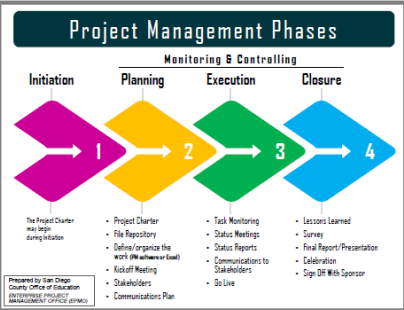 Project Management Phases
Monitoring & Controlling
Initiation
Planning
Execution
Closure
1
2
3
4
The Project Charter
may begin
during Initiation
• Project Charter
• File Repository
• Define/organize the
work (PM software or Excel)
• Kickoff Meeting
• Stakeholders
• Communications Plan
• Task Monitoring
• Status Meetings
• Status Reports
• Communications to
Stakeholders
• Go Live
• Lessons Learned
• Survey
• Final Report/Presentation
• Celebration
• Sign Off With Sponsor
Prepared by San Diego
County Office of Education
ENTERPRISE PROJECT
MANAGEMENT OFFICE (EPMO)